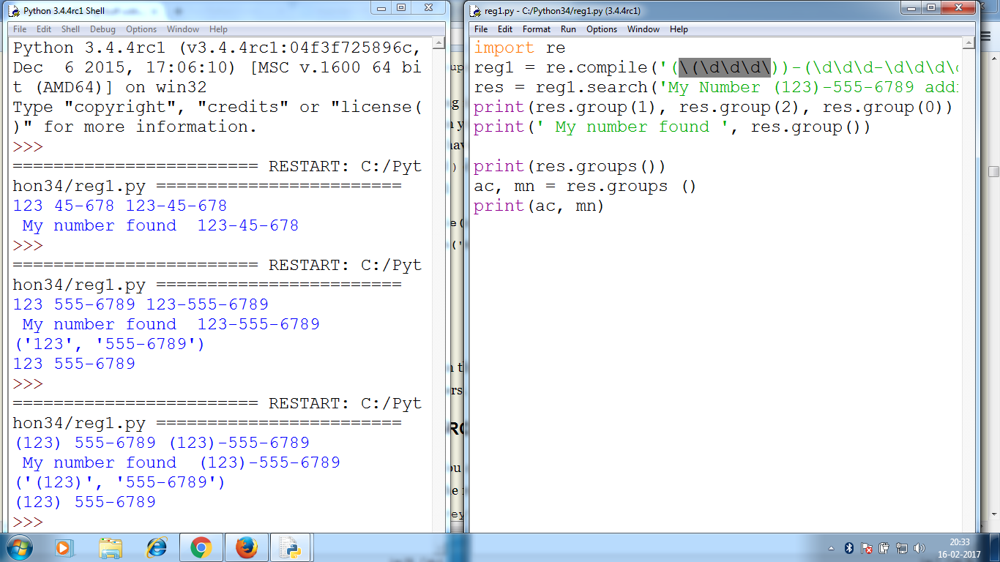 Python 3.4.4rc1 Shell
File Edit Shell Debug Options Window Help
Python 3.4.4rc1 (v3.4.4rc1:04f3f725896c,
Dec  6 2015, 17:06:10) [MSC v.1600 64 bi
t (AMD64)] on win32
Type "copyright", "credits" or "license(
)" for more information.
>>>
======================== RESTART: C:/Pyt
hon34/reg1.py ========================
123 45-678 123-45-678
 My number found  123-45-678
>>>
======================== RESTART: C:/Pyt
hon34/reg1.py ========================
123 555-6789 123-555-6789
 My number found  123-555-6789
('123', '555-6789')
123 555-6789
>>>
======================== RESTART: C:/Pyt
hon34/reg1.py ========================
(123) 555-6789 (123)-555-6789
 My number found  (123)-555-6789
('(123)', '555-6789')
(123) 555-6789
>>>
reg1.py - C:/Python34/reg1.py (3.4.4rc1)
File Edit Format Run Options Window Help
import re
reg1 = re.compile('(\(\d\d\d\))-(\d\d\d-\d\d\d\
res = reg1.search('My Number (123)-555-6789 add
print(res.group(1), res.group(2), res.group(0))
print(' My number found ', res.group())
print(res.groups())
ac, mn = res.groups ()
print(ac, mn)
20:33
16-02-2017